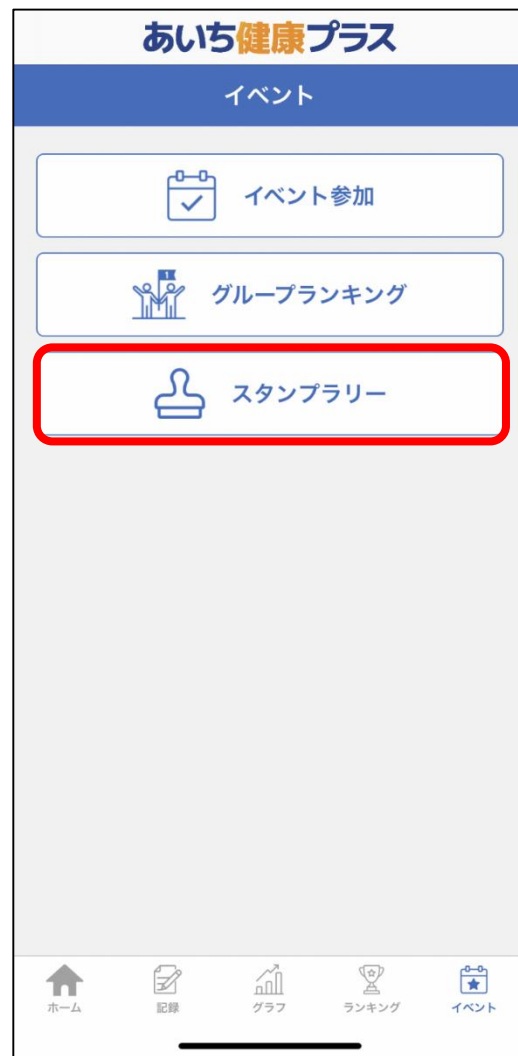 あいち健康プラス
イベント
イベント参加
1
グループランキング
スタンプラリー
ホーム 記録 グラフ ランキング イベント